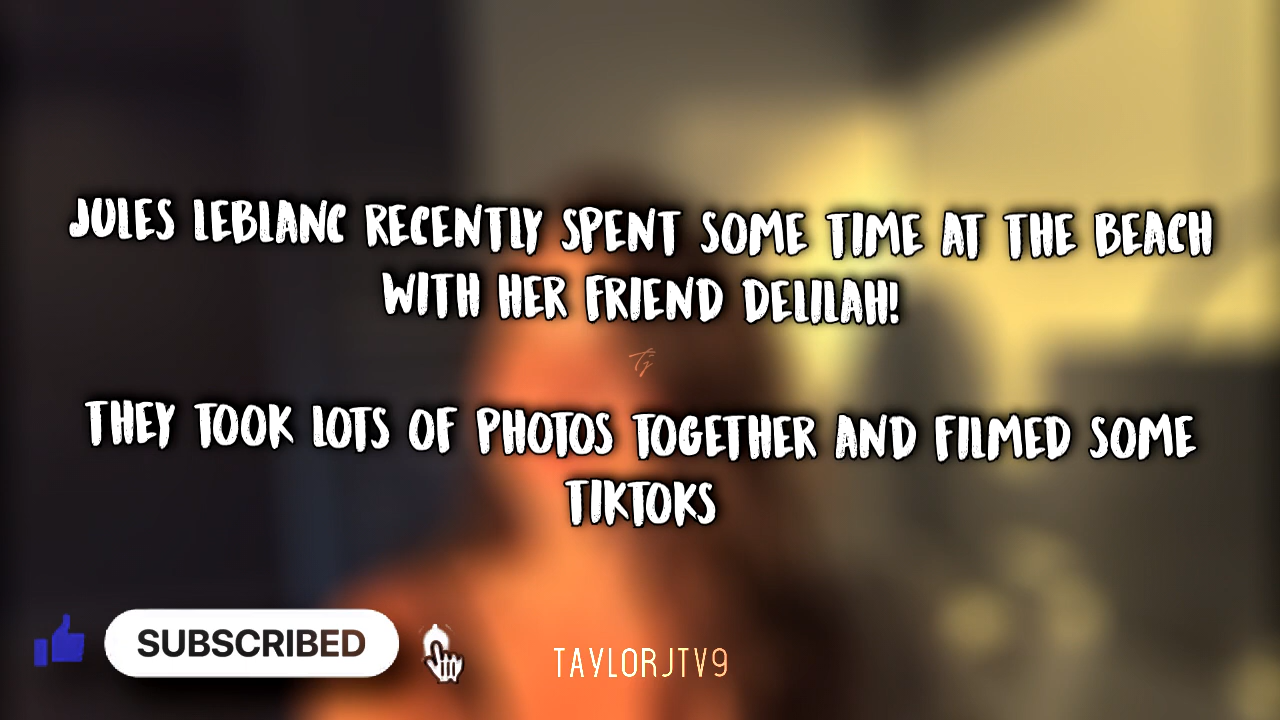 JULES LEBLANC RECENTLY SPENT SOME TIME AT THE BEACH
WITH HER FRIEND DELILAH!
Tj
THEY TOOK LOTS OF PHOTOS TOGETHER AND FILMED SOME
TIKTOKS
SUBSCRIBED
TAYLORJTV9